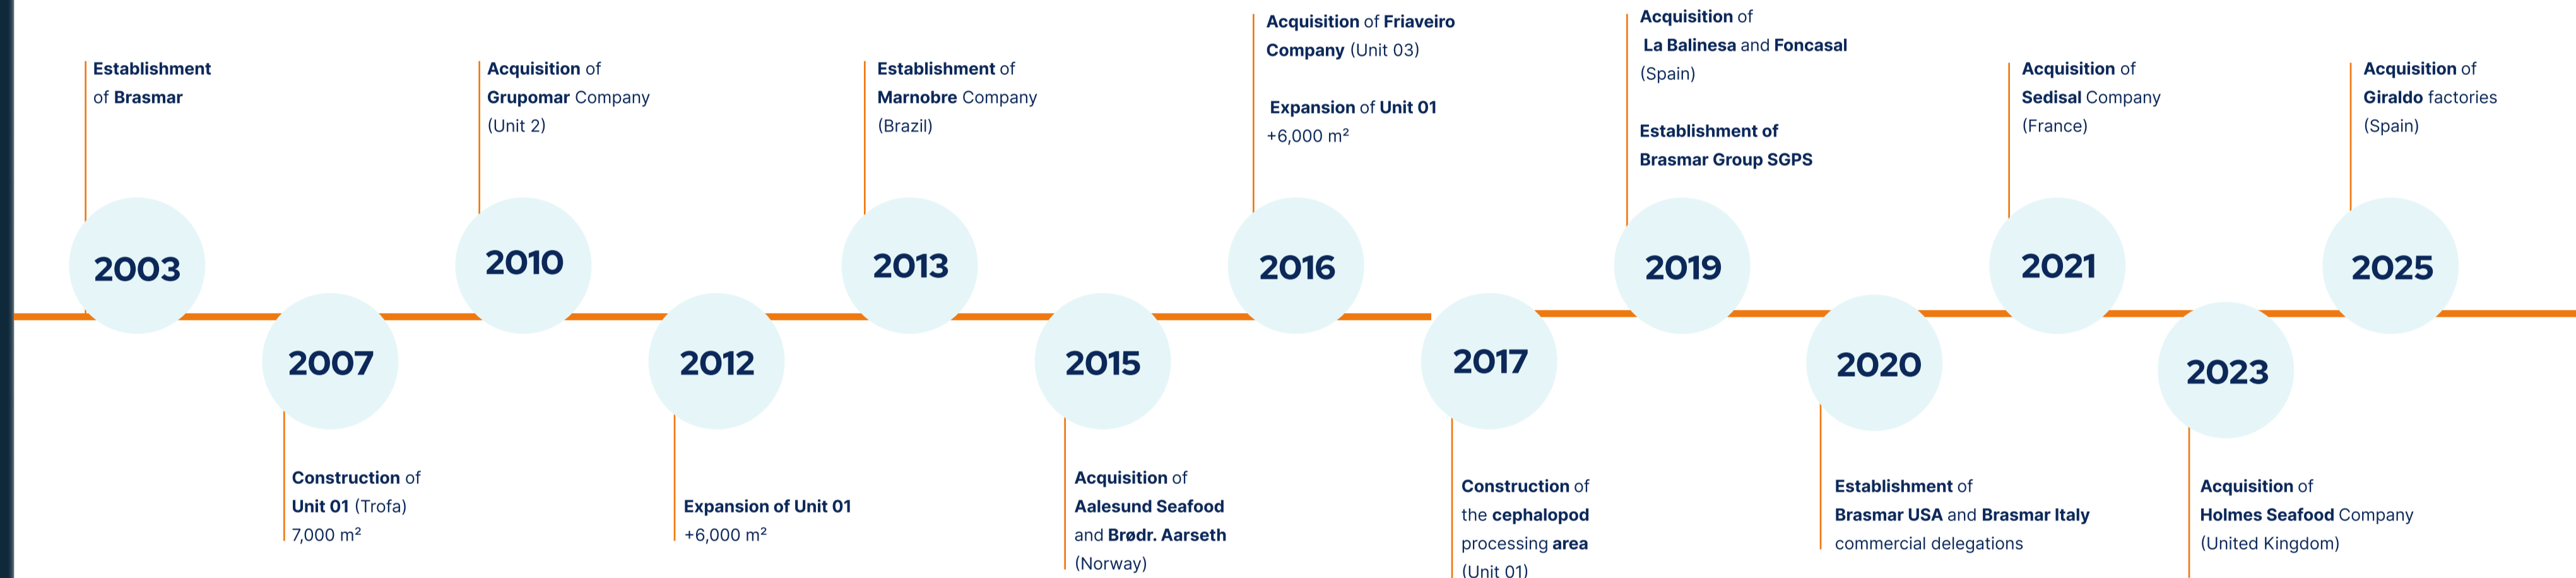 Establishment
of Brasmar
2003
2007
Construction of
Unit 01 (Trofa)
7,000 m²
Acquisition of
Grupomar Company
(Unit 2)
2010
2012
Expansion of Unit 01
+6,000 m²
Establishment of
Marnobre Company
(Brazil)
2013
2015
Acquisition of
Aalesund Seafood
and Brødr. Aarseth
(Norway)
Acquisition of Friaveiro
Company (Unit 03)
Expansion of Unit 01
+6,000 m²
2016
2017
Construction of
the cephalopod
processing area
(Unit 01)
Acquisition of
La Balinesa and Foncasal
(Spain)
Establishment of
Brasmar Group SGPS
2019
2020
Establishment of
Brasmar USA and Brasmar Italy
commercial delegations
Acquisition of
Sedisal Company
(France)
2021
2023
Acquisition of
Holmes Seafood Company
(United Kingdom)
Acquisition of
Giraldo factories
(Spain)
2025